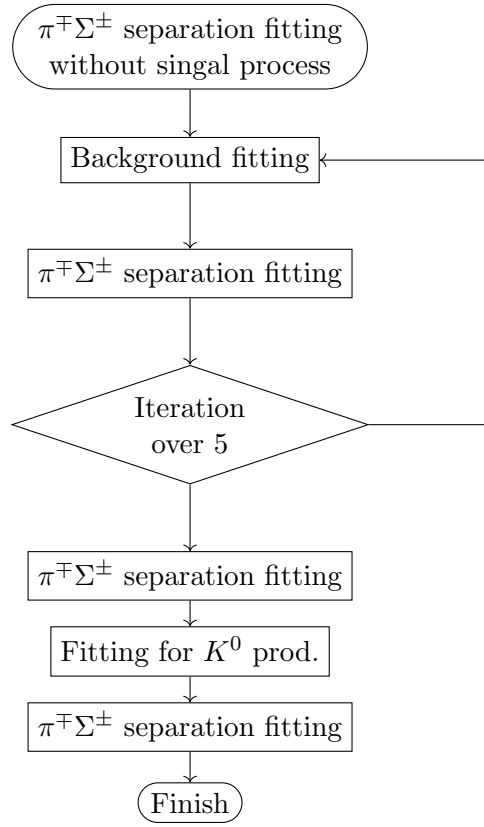 π∓Σ± separation fitting
without singal process
Background fitting
π∓Σ± separation fitting
Iteration
over 5
π∓Σ± separation fitting
Fitting for K⁰ prod.
π∓Σ± separation fitting
Finish